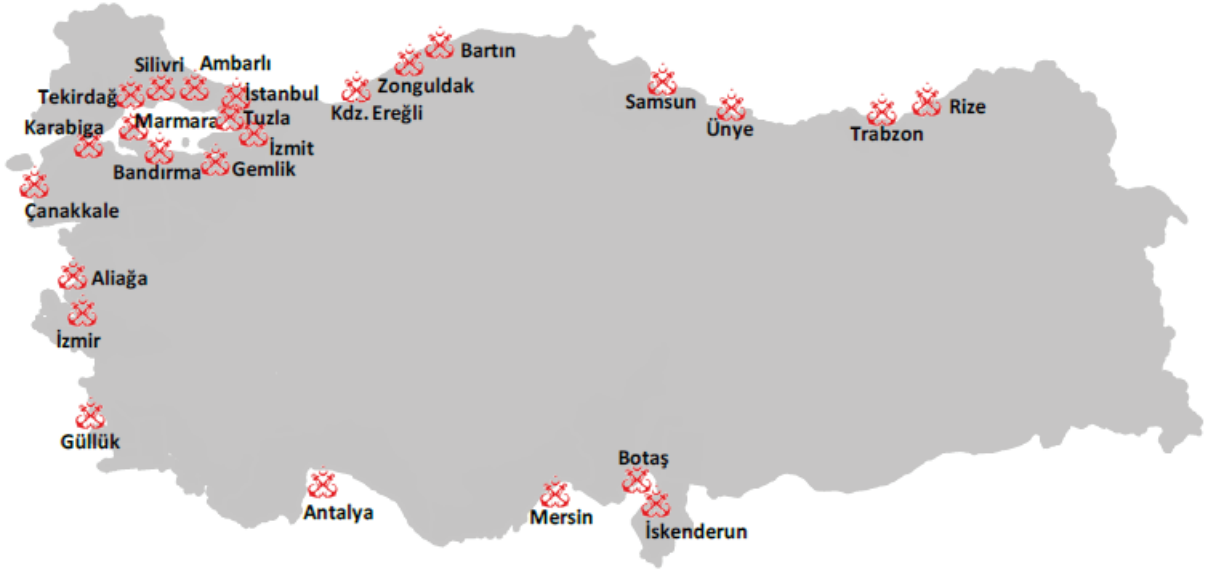 Bartın
Silivri
Ambarlı
Zonguldak
Tekirdağ
İstanbul
Samsun
Rize
Kdz. Ereğli
Karabiga
Marmara
Tuzla
Ünye
Trabzon
İzmit
Bandırma
Gemlik
Çanakkale
Aliağa
İzmir
Güllük
Botaş
Antalya
Mersin
İskenderun